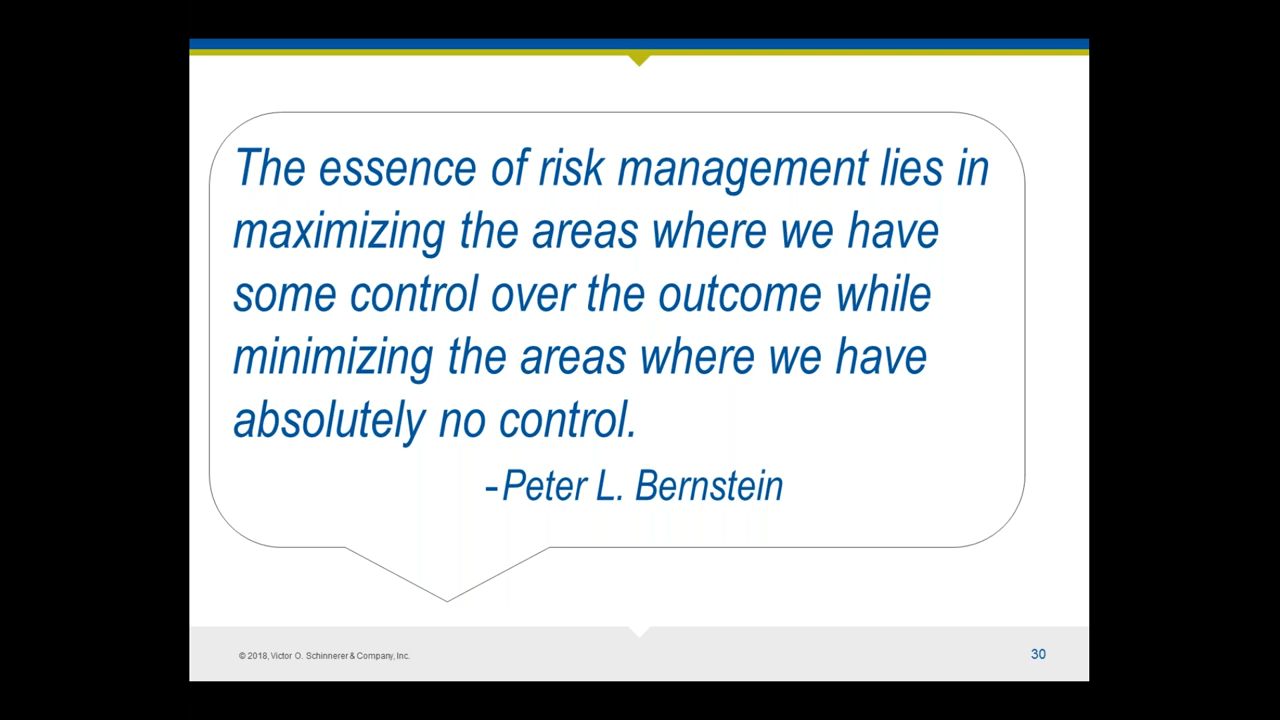 The essence of risk management lies in
maximizing the areas where we have
some control over the outcome while
minimizing the areas where we have
absolutely no control.
-Peter L. Bernstein
© 2018, Victor O. Schinnerer & Company, Inc.
30